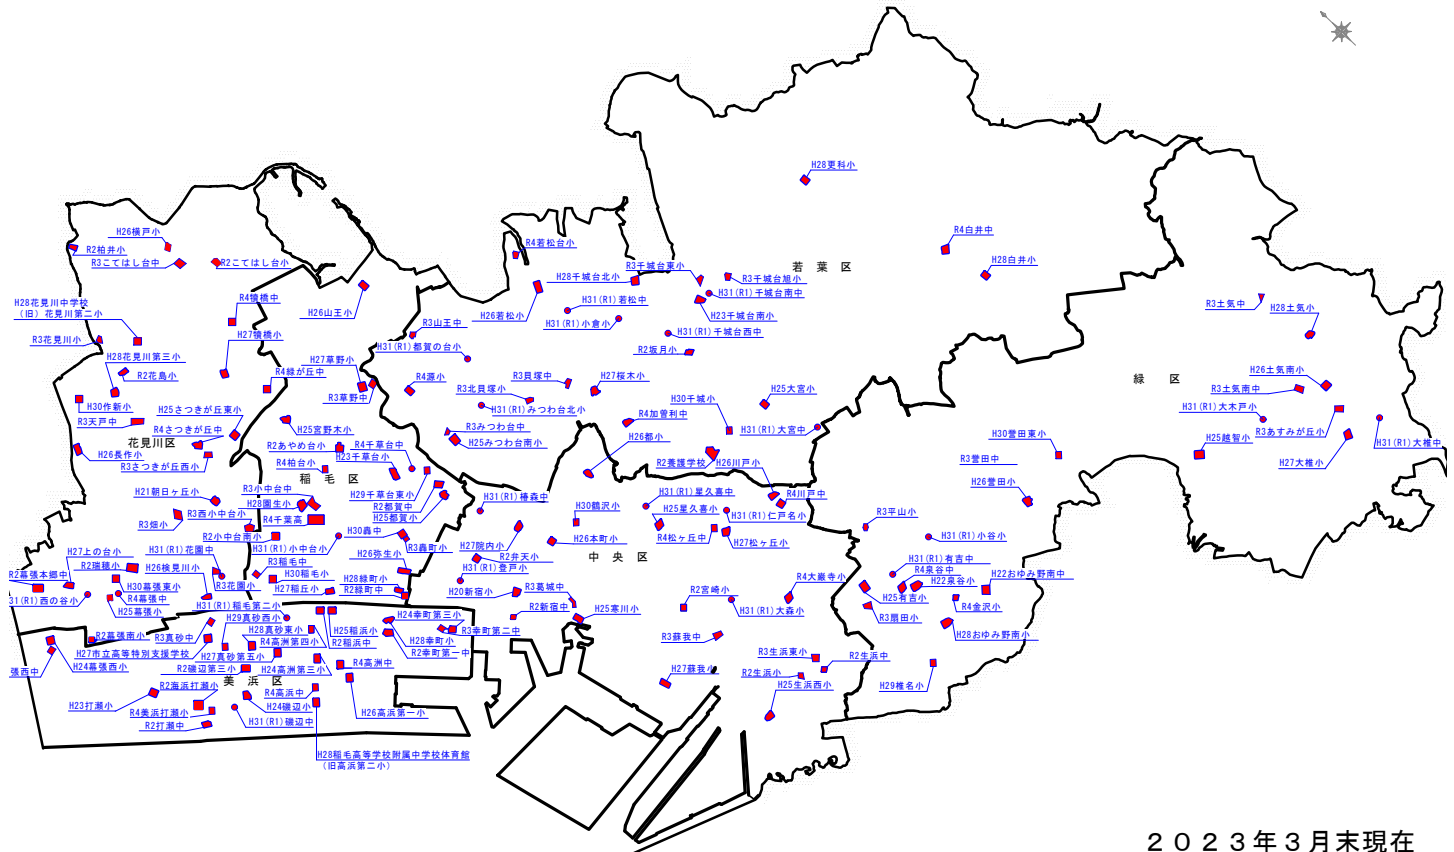 H28更科小
R4白井中
H28白井小
若葉区
R4若松台小
H28千城台北小
R3千城台東小
R3千城台旭小
H31(R1)千城台南中
H23千城台南小
H31(R1)若松中
H26若松小
H31(R1)小倉小
H31(R1)千城台西中
R2坂月小
R3山王中
H31(R1)都賀の台小
R4源小
R3貝塚中
R3北貝塚小
H27桜木小
H31(R1)みつわ台北小
R4加曽利中
R3みつわ台中
H25みつわ台南小
H30千城小
H25大宮小
H31(R1)大宮中
H26都小
R2養護学校
H26川戸小
R4川戸中
H26横戸小
R2柏井小
R3こてはし台中
R2こてはし台小
H28花見川中学校
(旧)花見川第二小
R4犢橋中
H26山王小
H27犢橋小
R3花見川小
H28花見川第三小
R2花島小
H30作新小
R3天戸中
H25さつきが丘東小
R4さつきが丘中
花見川区
H26長作小
R3さつきが丘西小
H27草野小
R4緑が丘中
R3草野中
H25宮野木小
R2あやめ台小
R4千草台中
H23千草台小
R4柏台小
稲毛区
H29千草台東小
R2都賀中
H25都賀小
H21朝日ヶ丘小
R3小中台中
H28園生小
R3西小中台小
R4千葉高
R3畑小
R2小中台南小
H30轟中
H31(R1)小中台小
R3轟町小
H31(R1)椿森中
H27院内小
H30鶴沢小
H26本町小
R2弁天小
中央区
H31(R1)登戸小
H20新宿小
R3葛城中
R2新宿中
H25寒川小
H31(R1)星久喜中
H25星久喜小
R4松ヶ丘中
H31(R1)仁戸名小
H27松ヶ丘小
R2宮崎小
R4大巌寺小
H31(R1)大森小
R3蘇我中
R3生浜東小
R2生浜中
R2生浜小
H27蘇我小
H25生浜西小
H27上の台小
R2幕張本郷中
R2瑞穂小
H31(R1)花園中
H26検見川小
R3花園小
H30幕張東小
R4幕張中
31(R1)西の谷小
H25幕張小
R2幕張南小
R3真砂中
H27市立高等特別支援学校
張西中
H24幕張西小
R3稲毛中
H30稲毛小
H27稲丘小
H26弥生小
H28緑町小
R2緑町中
H31(R1)稲毛第二小
H29真砂西小
H28真砂東小
R4高洲第四小
H27真砂第五小
H25稲浜小
R2稲浜中
H24幸町第三小
R3幸町第二中
H28幸町小
R2幸町第一中
H24高洲第三小
R4高洲中
R2磯辺第三小
美浜区
R2海浜打瀬小
H23打瀬小
R4美浜打瀬小
R2打瀬中
H24磯辺小
H31(R1)磯辺中
R4高浜中
H26高浜第一小
H28稲毛高等学校附属中学校体育館
(旧高浜第二小)
R3土気中
H28土気小
緑区
H26土気南小
R3土気南中
H31(R1)大木戸小
R3あすみが丘小
H25越智小
H27大椎小
H31(R1)大椎中
H30誉田東小
R3誉田中
H26誉田小
R3平山小
H31(R1)小谷小
H31(R1)有吉中
R4泉谷中
H22泉谷小
H22おゆみ野南中
H25有吉小
R4金沢小
R3扇田小
H28おゆみ野南小
H29椎名小
2023年3月末現在